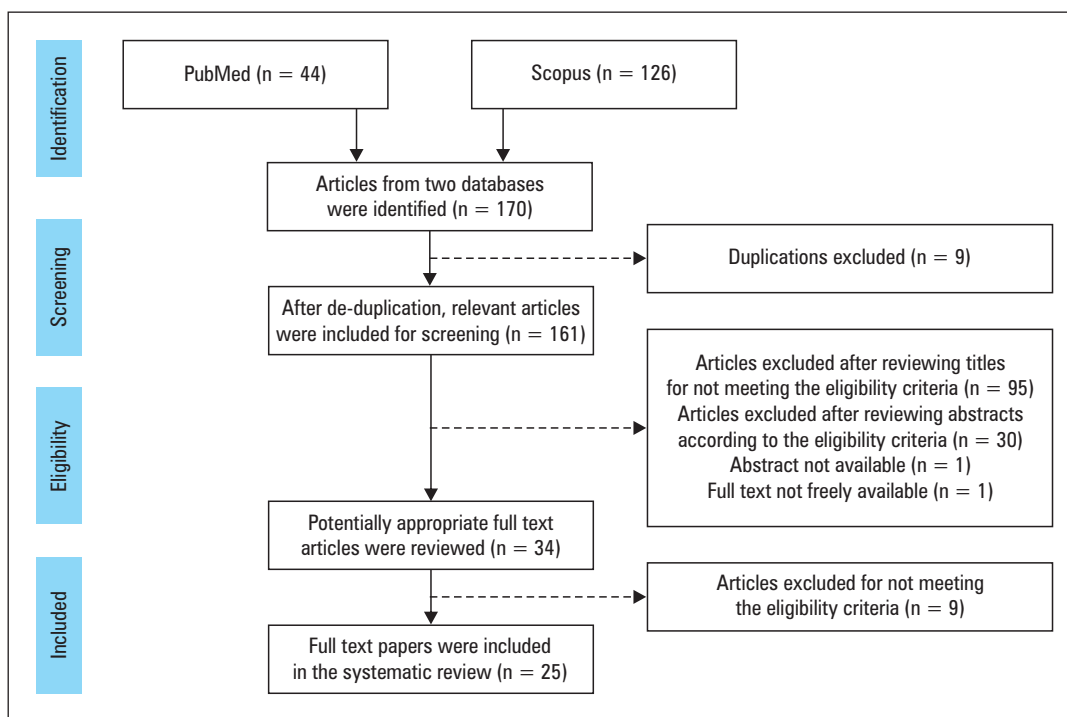 Identification
PubMed (n = 44)
Scopus (n = 126)
Articles from two databases
were identified (n = 170)
Screening
Duplications excluded (n = 9)
After de-duplication, relevant articles
were included for screening (n = 161)
Eligibility
Articles excluded after reviewing titles
for not meeting the eligibility criteria (n = 95)
Articles excluded after reviewing abstracts
according to the eligibility criteria (n = 30)
Abstract not available (n = 1)
Full text not freely available (n = 1)
Potentially appropriate full text
articles were reviewed (n = 34)
Included
Articles excluded for not meeting
the eligibility criteria (n = 9)
Full text papers were included
in the systematic review (n = 25)